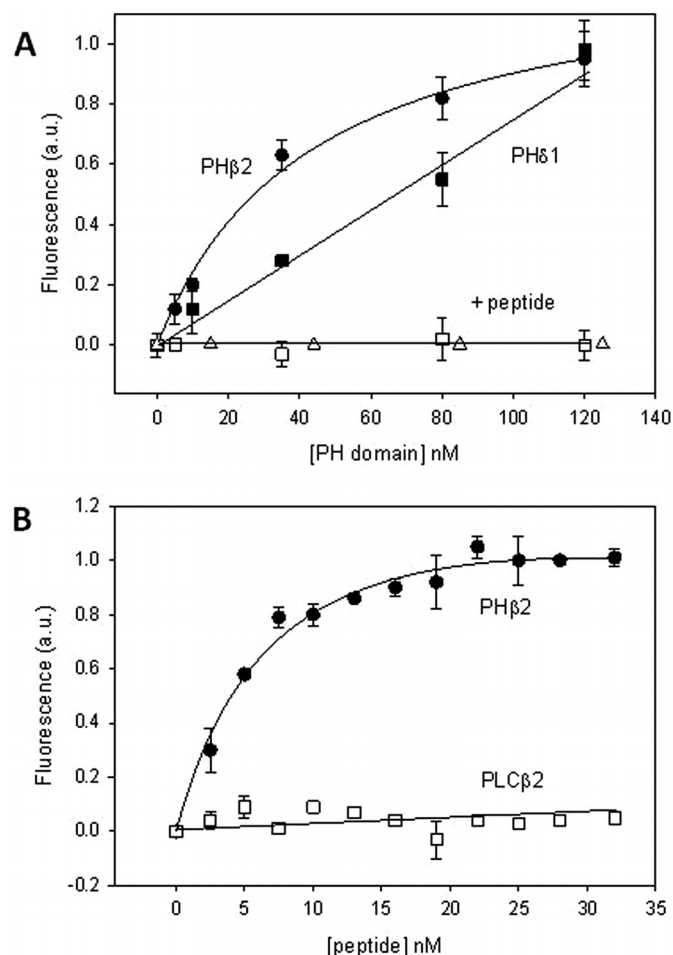 A
1.0
0.8
0.6
0.4
0.2
0.0
Fluorescence (a.u.)
PHβ2
PHδ1
+ peptide
0 20 40 60 80 100 120 140
[PH domain] nM
B
1.2
1.0
0.8
0.6
0.4
0.2
0.0
-0.2
Fluorescence (a.u.)
PHβ2
PLCβ2
0 5 10 15 20 25 30 35
[peptide] nM